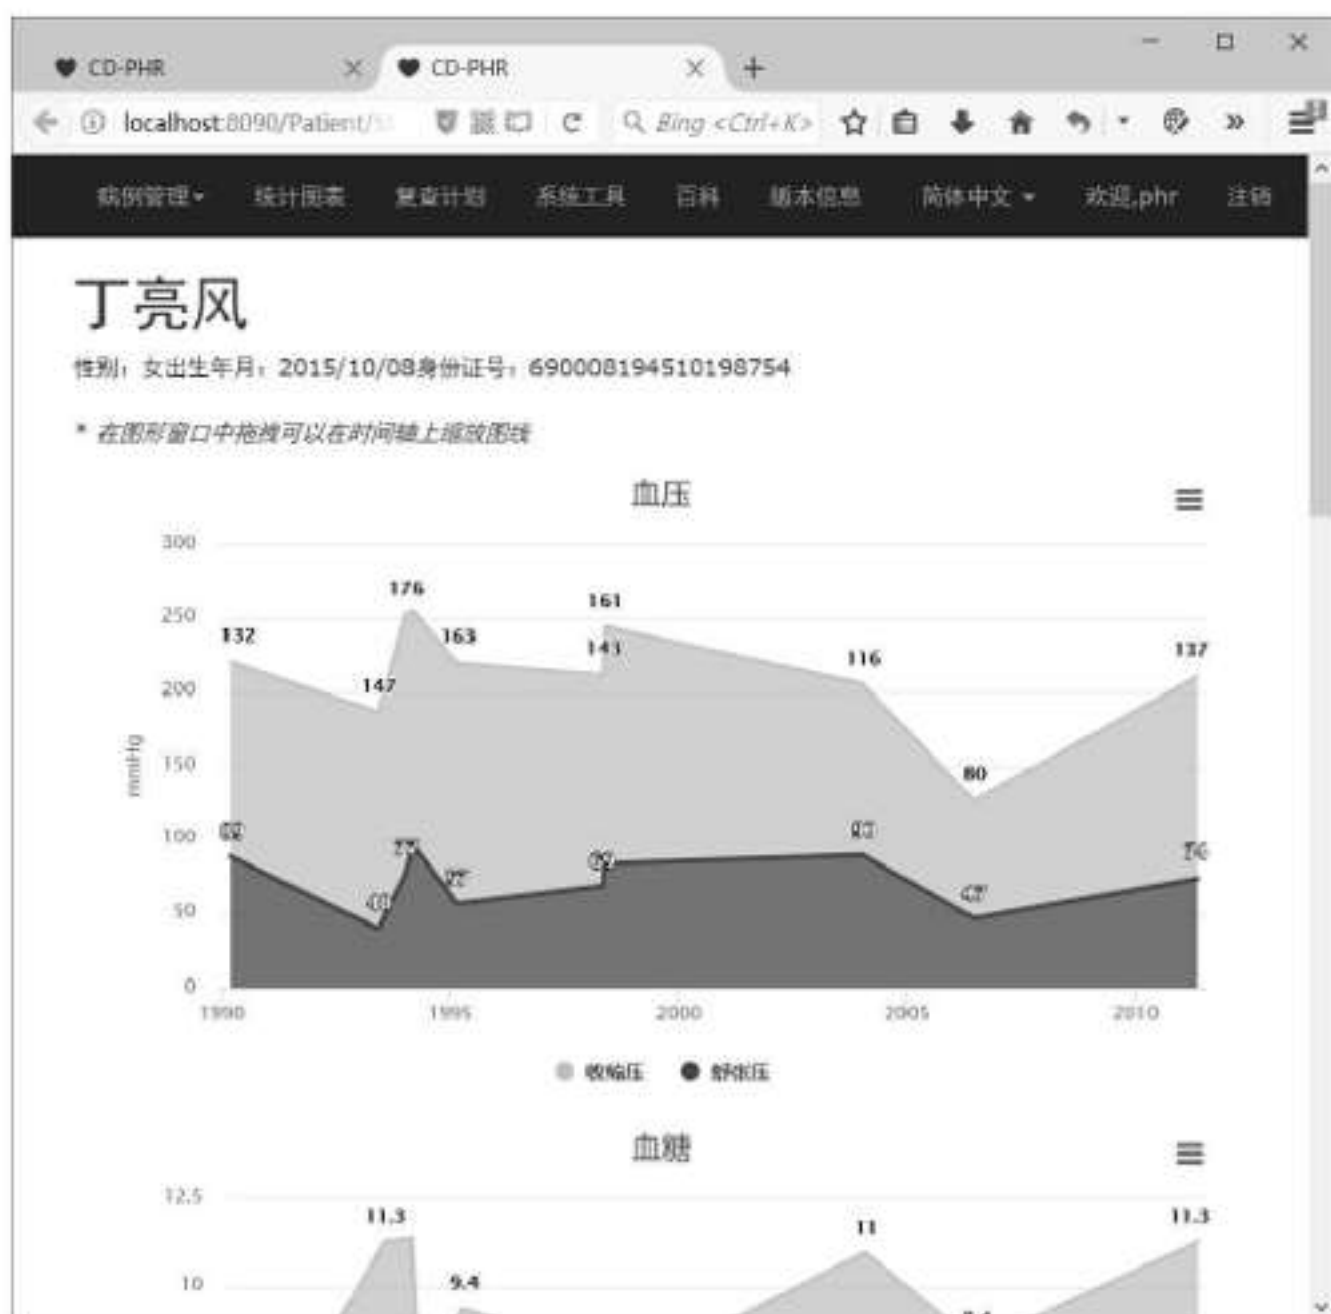 CD-PHR CD-PHR
localhost:8090/Patient/ Bing <Ctrl+K>
病例管理 统计图表 复查计划 系统工具 百科 版本信息 简体中文 欢迎,phr 注销
丁亮风
性别：女出生年月：2015/10/08身份证号：690008194510198754
* 在图形窗口中拖拽可以在时间轴上缩放图线
血压
300
176
161
250
132
163
143
116
137
147
200
mmHg
150
80
100
50
0
1990 1995 2000 2005 2010
收缩压 舒张压
血糖
12.5
11.3
11
11.3
10
9.4